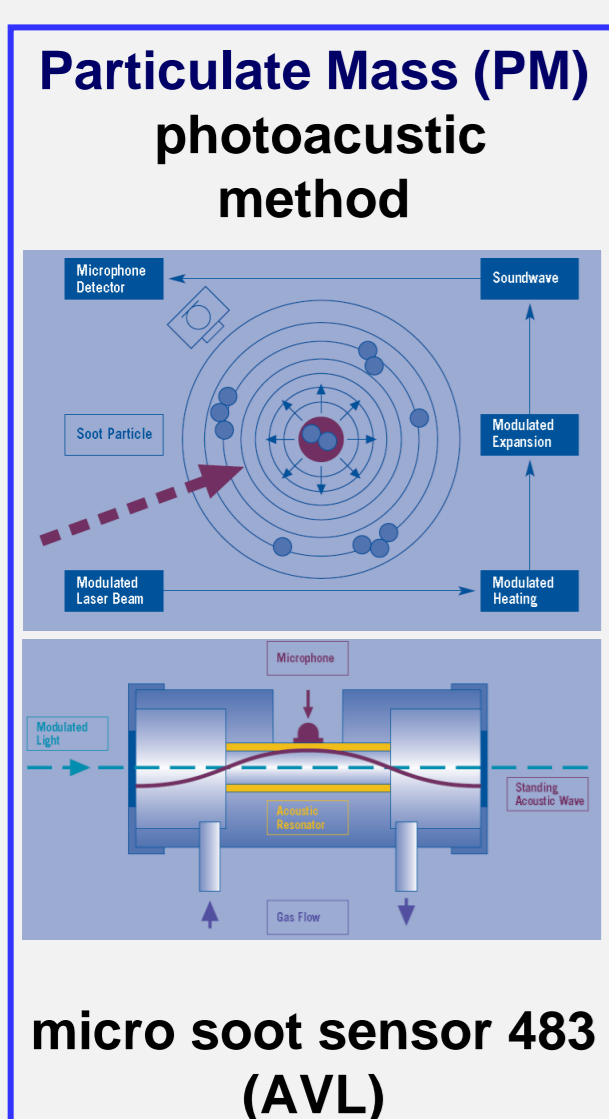 Particulate Mass (PM)
photoacustic
method
Microphone
Detector
Soundwave
Soot Particle
Modulated
Expansion
Modulated
Laser Beam
Modulated
Heating
Microphone
Modulated
Light
Standing
Acoustic Wave
Acoustic
Resonator
Gas Flow
micro soot sensor 483
(AVL)